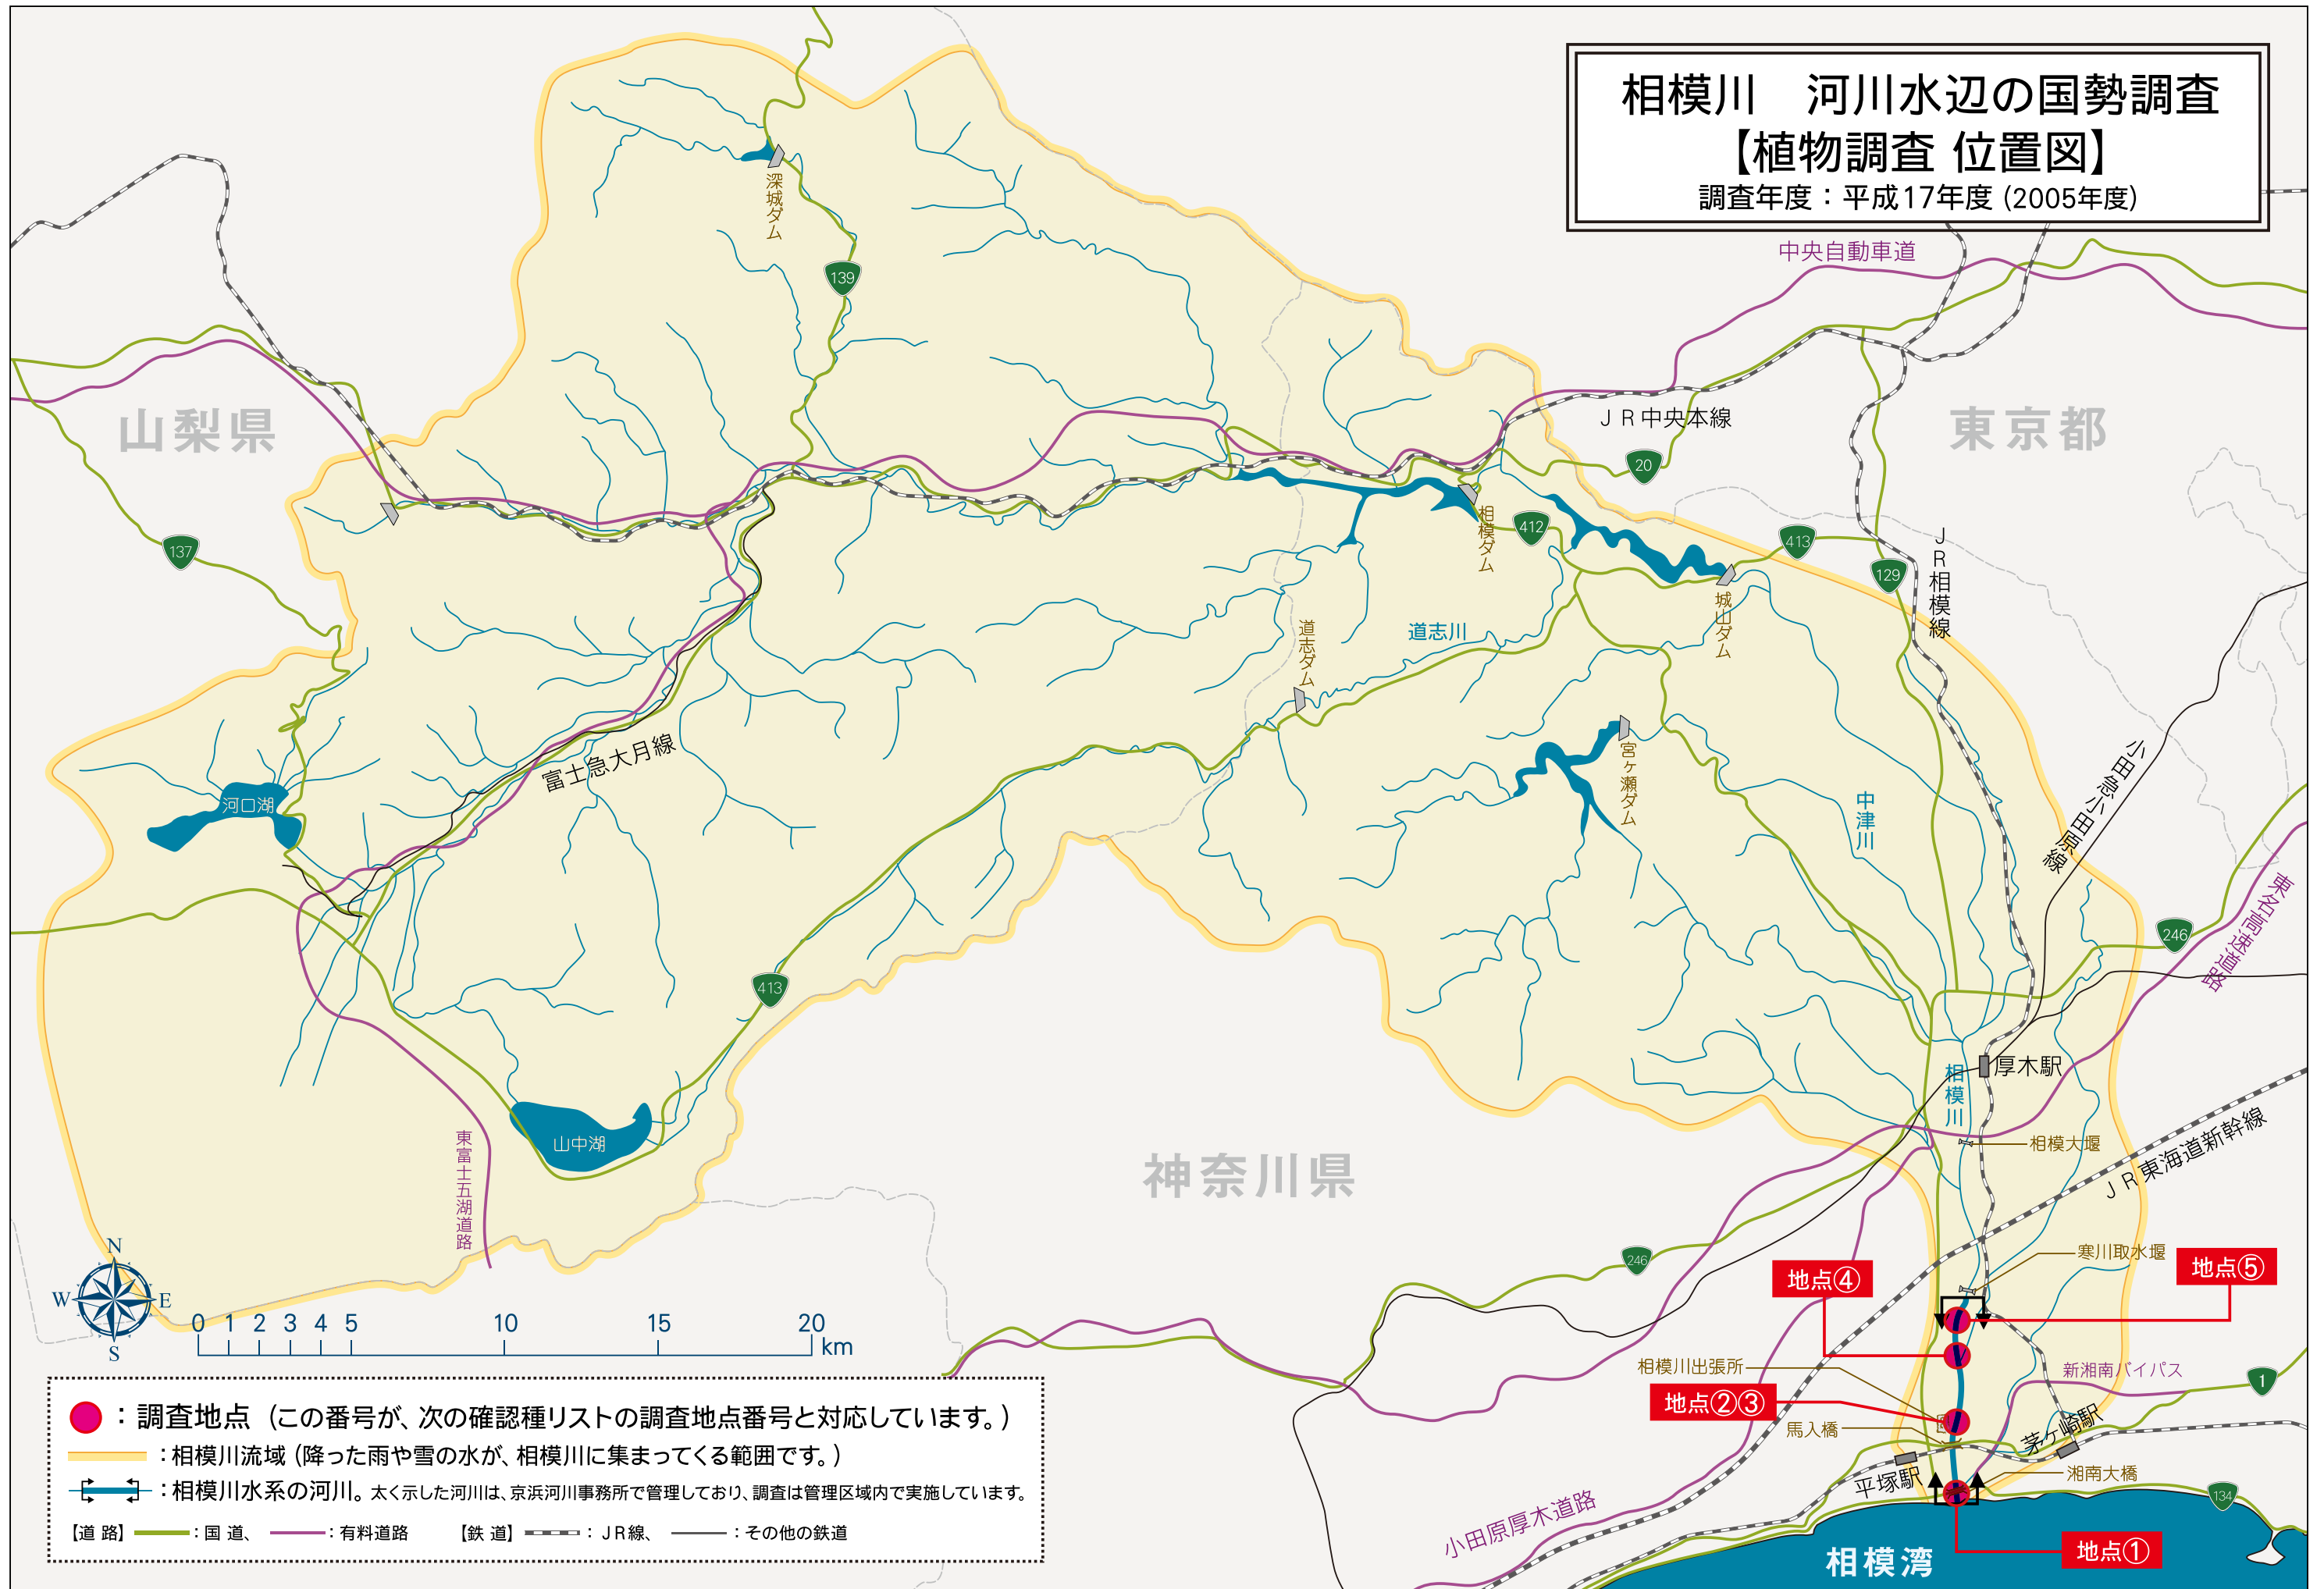 相模川　河川水辺の国勢調査
【植物調査 位置図】
調査年度：平成17年度 (2005年度)
中央自動車道
深城ダム
139
山梨県
東京都
ＪＲ中央本線
20
137
相模ダム
412
413
129
ＪＲ相模線
城山ダム
道志川
道志ダム
富士急大月線
宮ヶ瀬ダム
河口湖
中津川
小田急小田原線
東名高速道路
246
413
相模川
厚木駅
山中湖
東富士五湖道路
神奈川県
相模大堰
ＪＲ東海道新幹線
246
寒川取水堰
地点④
地点⑤
相模川出張所
地点②③
新湘南バイパス
1
馬入橋
茅ヶ崎駅
平塚駅
湘南大橋
134
小田原厚木道路
相模湾
地点①
N
W
E
S
0 1 2 3 4 5 10 15 20
km
：調査地点（この番号が、次の確認種リストの調査地点番号と対応しています。）
：相模川流域（降った雨や雪の水が、相模川に集まってくる範囲です。）
：相模川水系の河川。太く示した河川は、京浜河川事務所で管理しており、調査は管理区域内で実施しています。
【道 路】：国 道、：有料道路 【鉄 道】：ＪＲ線、：その他の鉄道